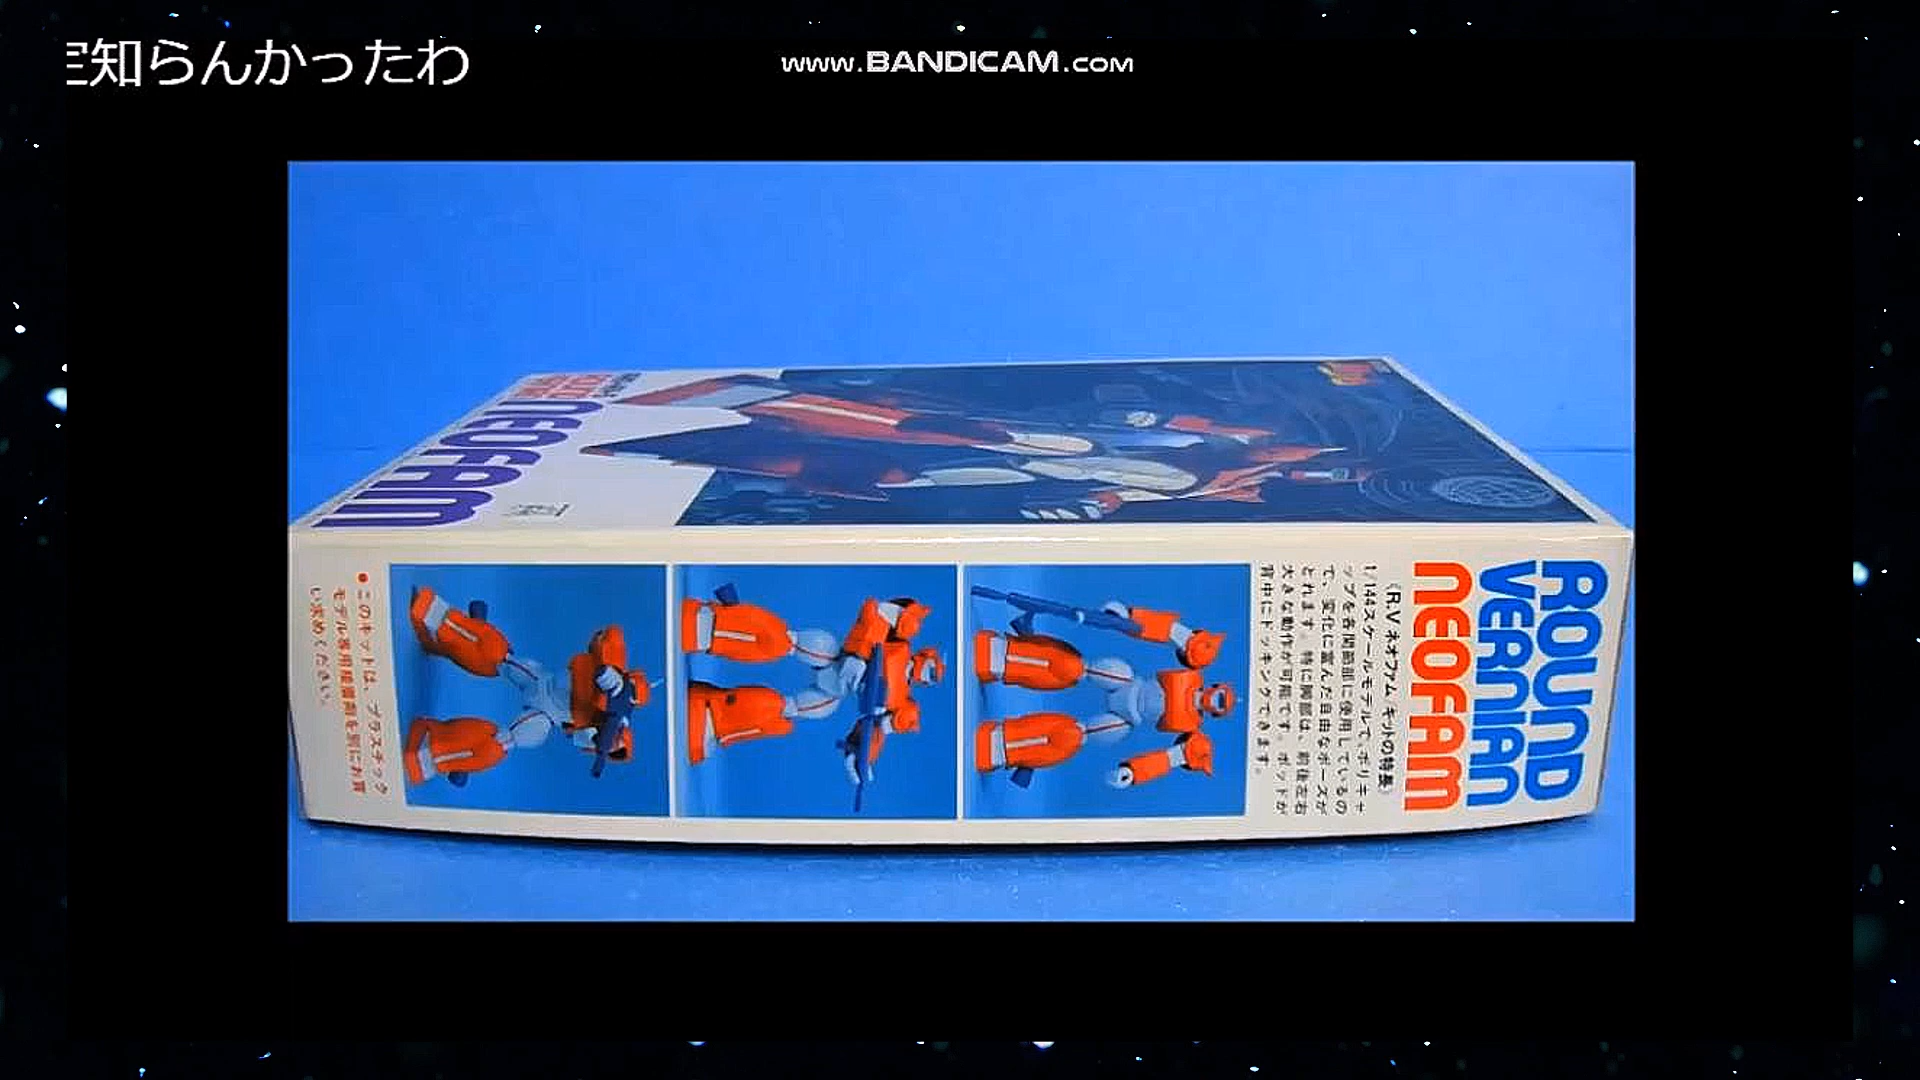 知らんかったわ
www.BANDICAM.com
NEOFAM
ROUND
VERNIAN
NEOFAM
《R.V ネオファム キットの特長》
1/144スケールモデルで、ポリキャ
ップを各関節部に使用しているの
で、変化に富んだ自由なポーズが
とれます。特に脚部は、前後左右
大きな動作が可能です。ポッドが
背中にドッキングできます。
●このキットは、プラスチック
モデル専用接着剤を別にお買
い求めください。